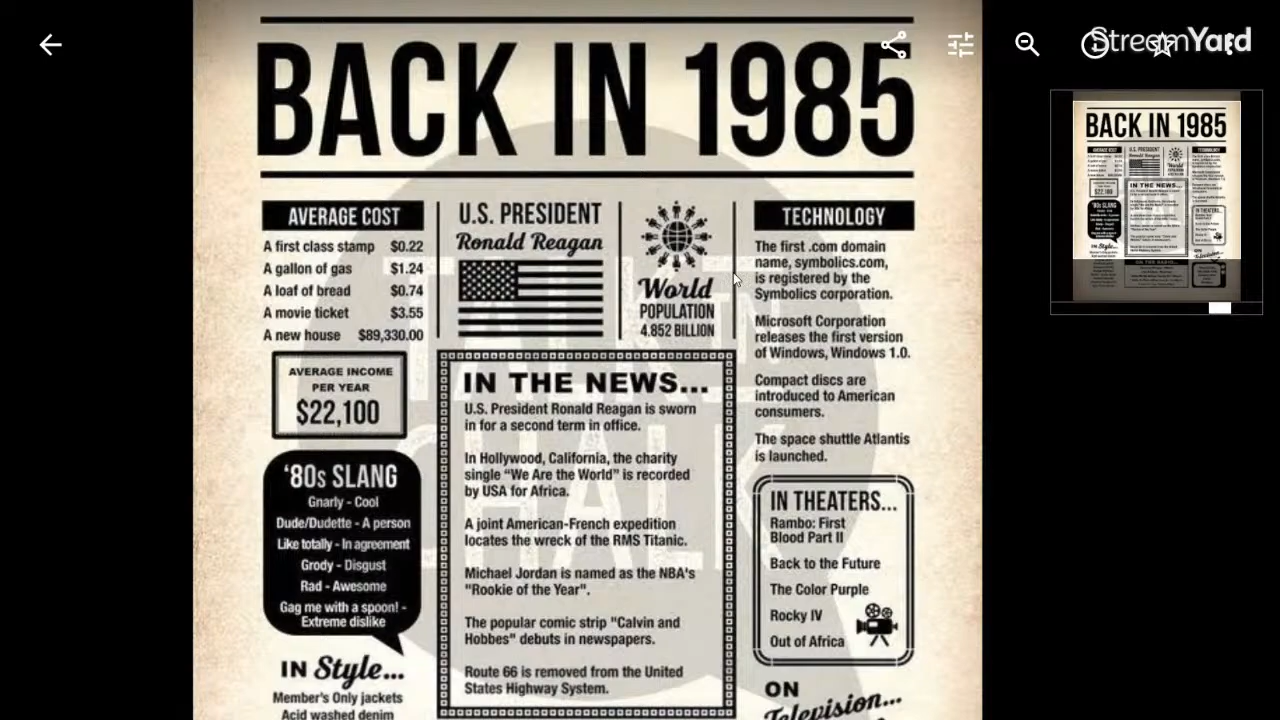 StreamYard
BACK IN 1985
AVERAGE COST
A first class stamp $0.22
A gallon of gas $1.24
A loaf of bread $0.74
A movie ticket $3.55
A new house $89,330.00
AVERAGE INCOME
PER YEAR
$22,100
‘80s SLANG
Gnarly - Cool
Dude/Dudette - A person
Like totally - In agreement
Grody - Disgust
Rad - Awesome
Gag me with a spoon! -
Extreme dislike
IN Style...
Member's Only jackets
Acid washed denim
U.S. PRESIDENT
Ronald Reagan
World
POPULATION
4.852 BILLION
IN THE NEWS...
U.S. President Ronald Reagan is sworn
in for a second term in office.
In Hollywood, California, the charity
single “We Are the World” is recorded
by USA for Africa.
A joint American-French expedition
locates the wreck of the RMS Titanic.
Michael Jordan is named as the NBA's
"Rookie of the Year".
The popular comic strip "Calvin and
Hobbes" debuts in newspapers.
Route 66 is removed from the United
States Highway System.
TECHNOLOGY
The first .com domain
name, symbolics.com,
is registered by the
Symbolics corporation.
Microsoft Corporation
releases the first version
of Windows, Windows 1.0.
Compact discs are
introduced to American
consumers.
The space shuttle Atlantis
is launched.
IN THEATERS...
Rambo: First
Blood Part II
Back to the Future
The Color Purple
Rocky IV
Out of Africa
ON
Television...
BACK IN 1985